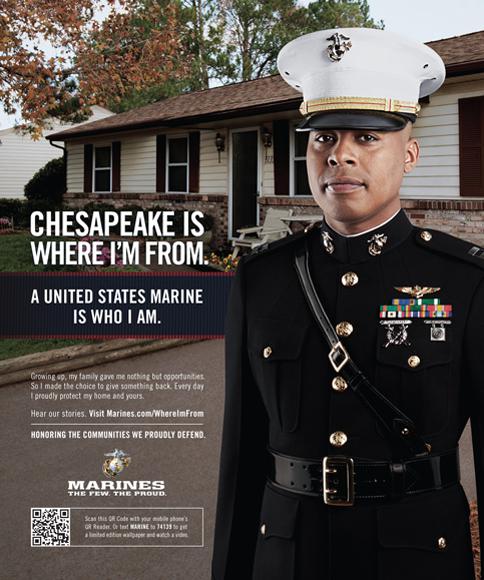 CHESAPEAKE IS
WHERE I'M FROM.
A UNITED STATES MARINE
IS WHO I AM.
Growing up, my family gave me nothing but opportunities.
So I made the choice to give something back. Every day
I proudly protect my home and yours.
Hear our stories. Visit Marines.com/WhereImFrom
HONORING THE COMMUNITIES WE PROUDLY DEFEND.
MARINES
THE FEW. THE PROUD.
Scan this QR Code with your mobile phone's
QR Reader. Or text MARINE to 74139 to get
a limited edition wallpaper and watch a video.